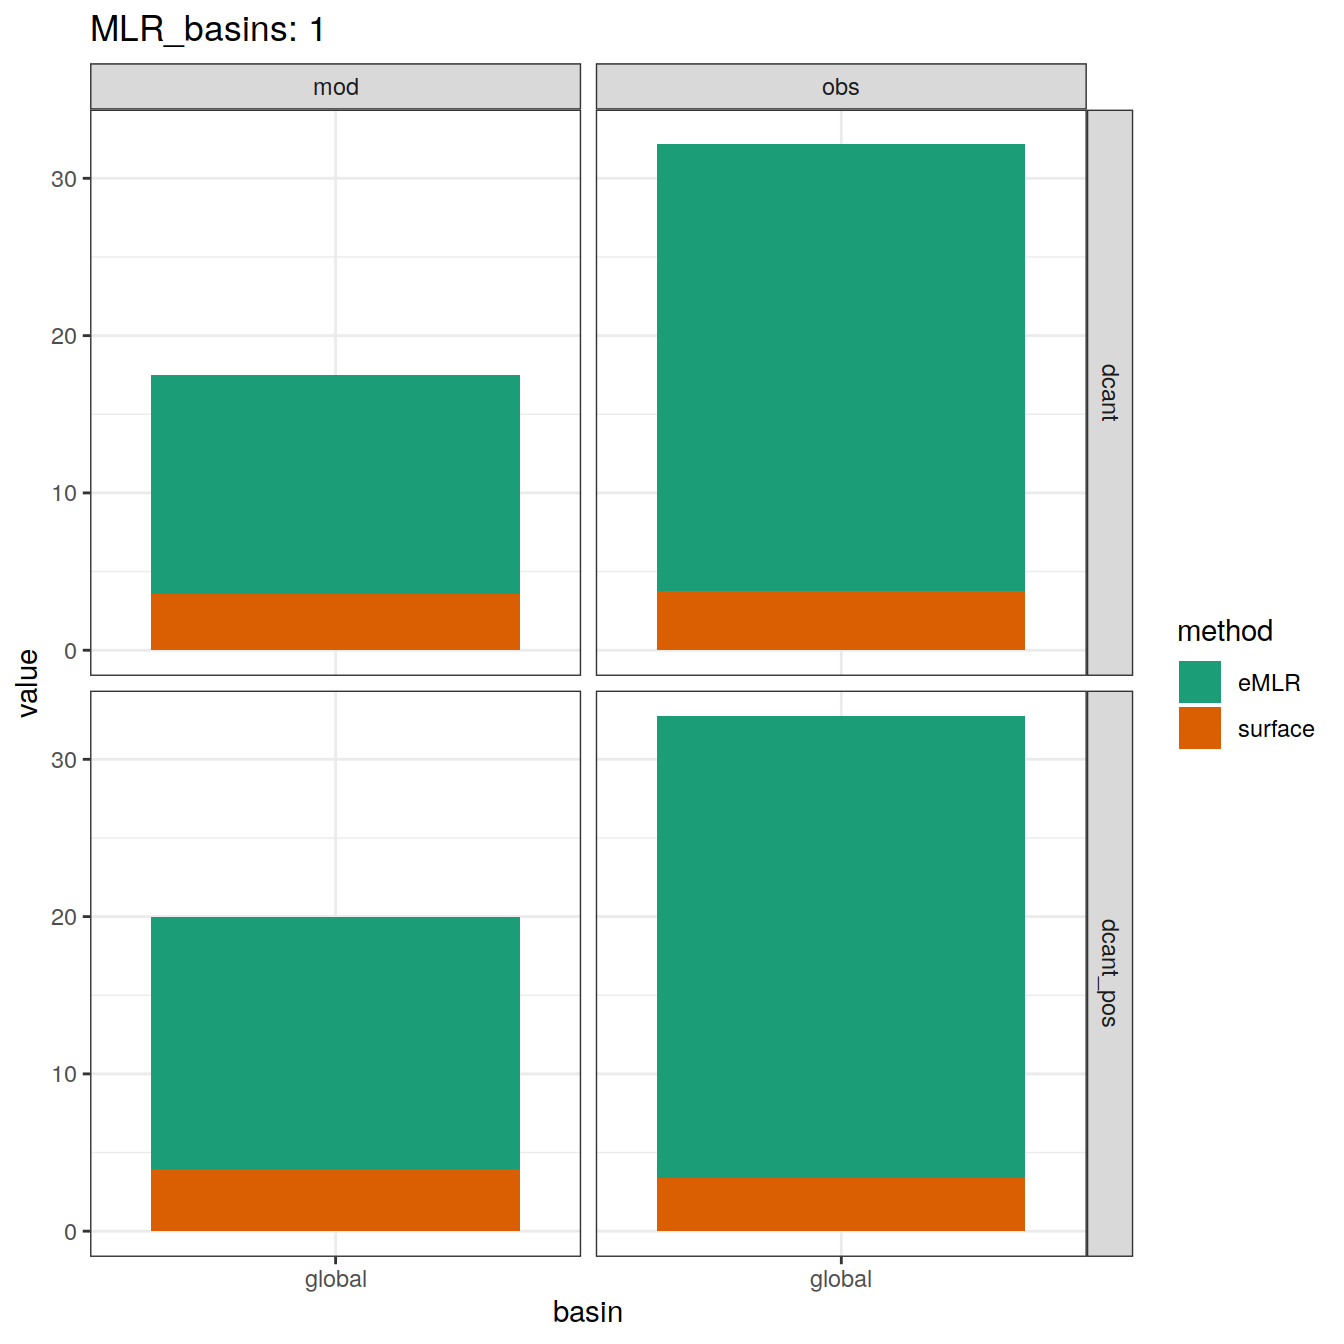 MLR_basins: 1
mod
obs
30
20
10
0
dcant
30
20
10
0
dcant_pos
value
global
global
basin
method
eMLR
surface